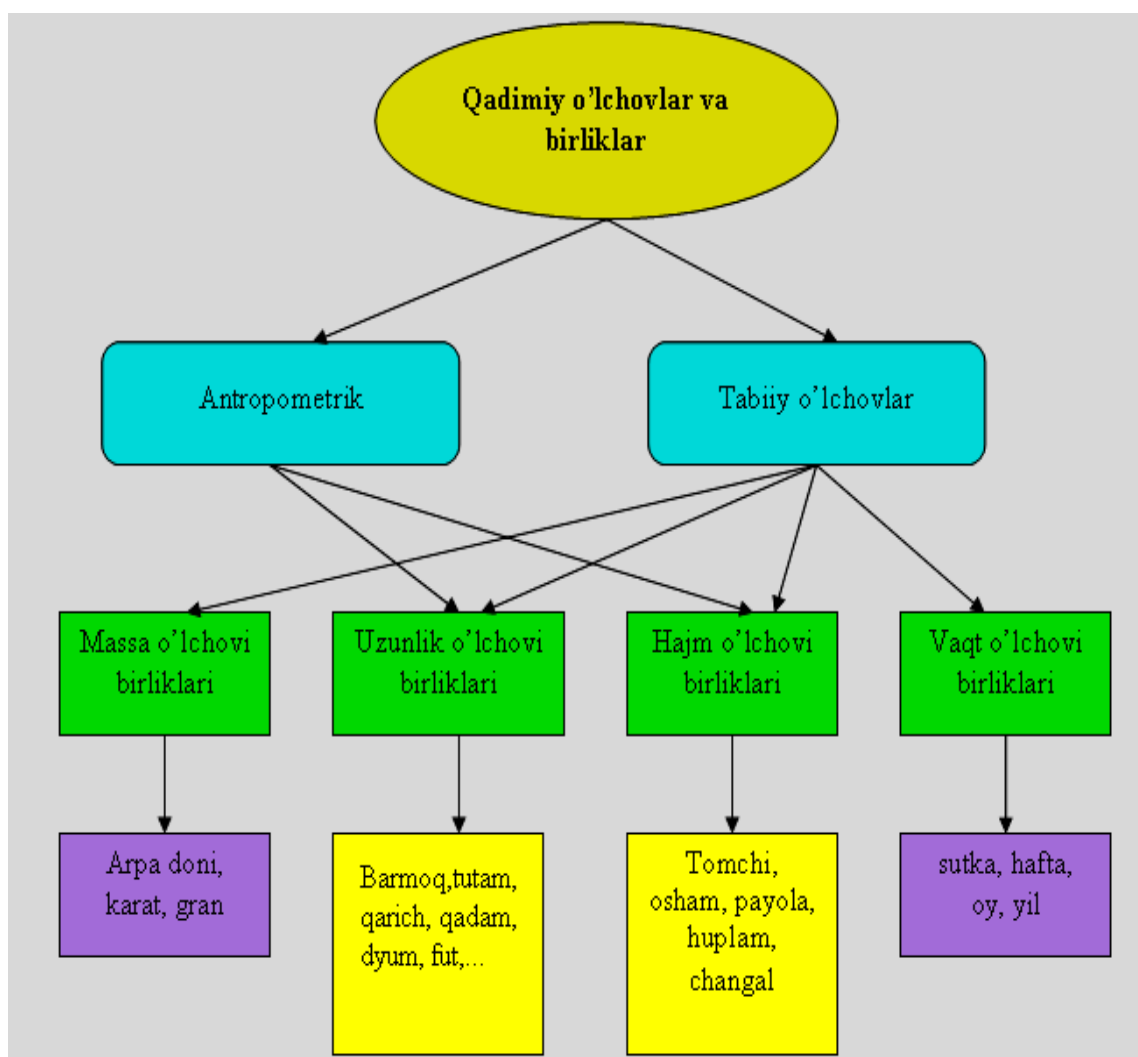 Qadimiy o’lchovlar va
birliklar
Antropometrik
Tabiiy o’lchovlar
Massa o’lchovi
birliklari
Uzunlik o’lchovi
birliklari
Hajm o’lchovi
birliklari
Vaqt o’lchovi
birliklari
Arpa doni,
karat, gran
Barmoq,tutam,
qarich, qadam,
dyum, fut,...
Tomchi,
osham, payola,
huplam,
changal
sutka, hafta,
oy, yil